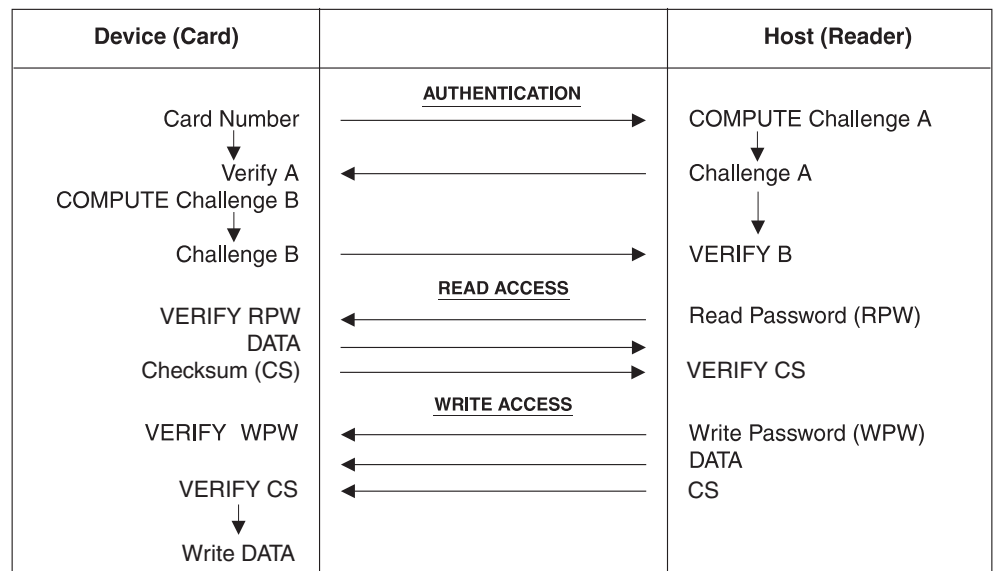 Device (Card) Host (Reader)
AUTHENTICATION
Card Number COMPUTE Challenge A
Verify A Challenge A
COMPUTE Challenge B
Challenge B VERIFY B
READ ACCESS
VERIFY RPW Read Password (RPW)
DATA
Checksum (CS) VERIFY CS
WRITE ACCESS
VERIFY WPW Write Password (WPW)
DATA
VERIFY CS CS
Write DATA